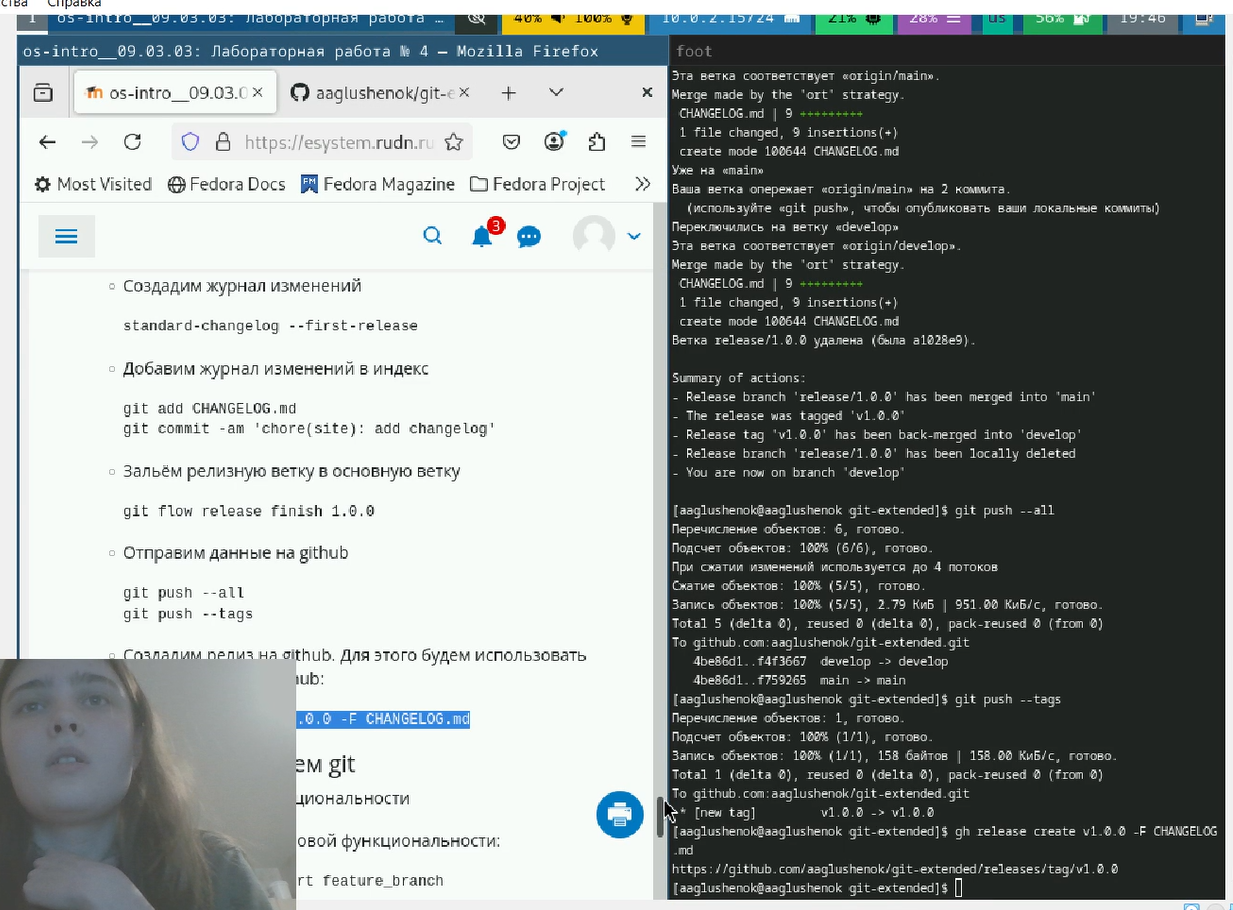 ства Справка
1 os-intro__09.03.03: Лабораторная работа … 40% 100% 10.0.2.15/24 21% 28% us 56% 19:46
os-intro__09.03.03: Лабораторная работа № 4 — Mozilla Firefox
os-intro__09.03.0 × aaglushenok/git-e ×
https://esystem.rudn.ru
Most Visited Fedora Docs Fedora Magazine Fedora Project
3
Создадим журнал изменений
standard-changelog --first-release
Добавим журнал изменений в индекс
git add CHANGELOG.md
git commit -am 'chore(site): add changelog'
Зальём релизную ветку в основную ветку
git flow release finish 1.0.0
Отправим данные на github
git push --all
git push --tags
Создадим релиз на github. Для этого будем использовать
hub:
.0.0 -F CHANGELOG.md
ем git
циональности
овой функциональности:
rt feature_branch
foot
Эта ветка соответствует «origin/main».
Merge made by the 'ort' strategy.
CHANGELOG.md | 9 +++++++++
1 file changed, 9 insertions(+)
create mode 100644 CHANGELOG.md
Уже на «main»
Ваша ветка опережает «origin/main» на 2 коммита.
(используйте «git push», чтобы опубликовать ваши локальные коммиты)
Переключились на ветку «develop»
Эта ветка соответствует «origin/develop».
Merge made by the 'ort' strategy.
CHANGELOG.md | 9 +++++++++
1 file changed, 9 insertions(+)
create mode 100644 CHANGELOG.md
Ветка release/1.0.0 удалена (была a1028e9).
Summary of actions:
- Release branch 'release/1.0.0' has been merged into 'main'
- The release was tagged 'v1.0.0'
- Release tag 'v1.0.0' has been back-merged into 'develop'
- Release branch 'release/1.0.0' has been locally deleted
- You are now on branch 'develop'
[aaglushenok@aaglushenok git-extended]$ git push --all
Перечисление объектов: 6, готово.
Подсчет объектов: 100% (6/6), готово.
При сжатии изменений используется до 4 потоков
Сжатие объектов: 100% (5/5), готово.
Запись объектов: 100% (5/5), 2.79 КиБ | 951.00 КиБ/с, готово.
Total 5 (delta 0), reused 0 (delta 0), pack-reused 0 (from 0)
To github.com:aaglushenok/git-extended.git
4be86d1..f4f3667 develop -> develop
4be86d1..f759265 main -> main
[aaglushenok@aaglushenok git-extended]$ git push --tags
Перечисление объектов: 1, готово.
Подсчет объектов: 100% (1/1), готово.
Запись объектов: 100% (1/1), 158 байтов | 158.00 КиБ/с, готово.
Total 1 (delta 0), reused 0 (delta 0), pack-reused 0 (from 0)
To github.com:aaglushenok/git-extended.git
* [new tag] v1.0.0 -> v1.0.0
[aaglushenok@aaglushenok git-extended]$ gh release create v1.0.0 -F CHANGELOG
.md
https://github.com/aaglushenok/git-extended/releases/tag/v1.0.0
[aaglushenok@aaglushenok git-extended]$